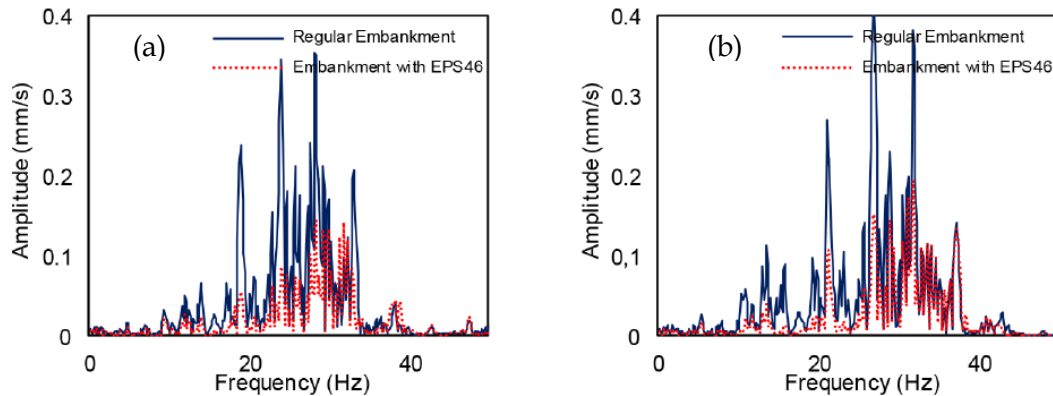 0.4
(a)
Regular Embankment
Embankment with EPS46
0.3
0.2
0.1
0
Amplitude (mm/s)
0
20
40
Frequency (Hz)
0.4
(b)
Regular Embankment
Embankment with EPS46
0.3
0.2
0,1
0
Amplitude (mm/s)
0
20
40
Frequency (Hz)